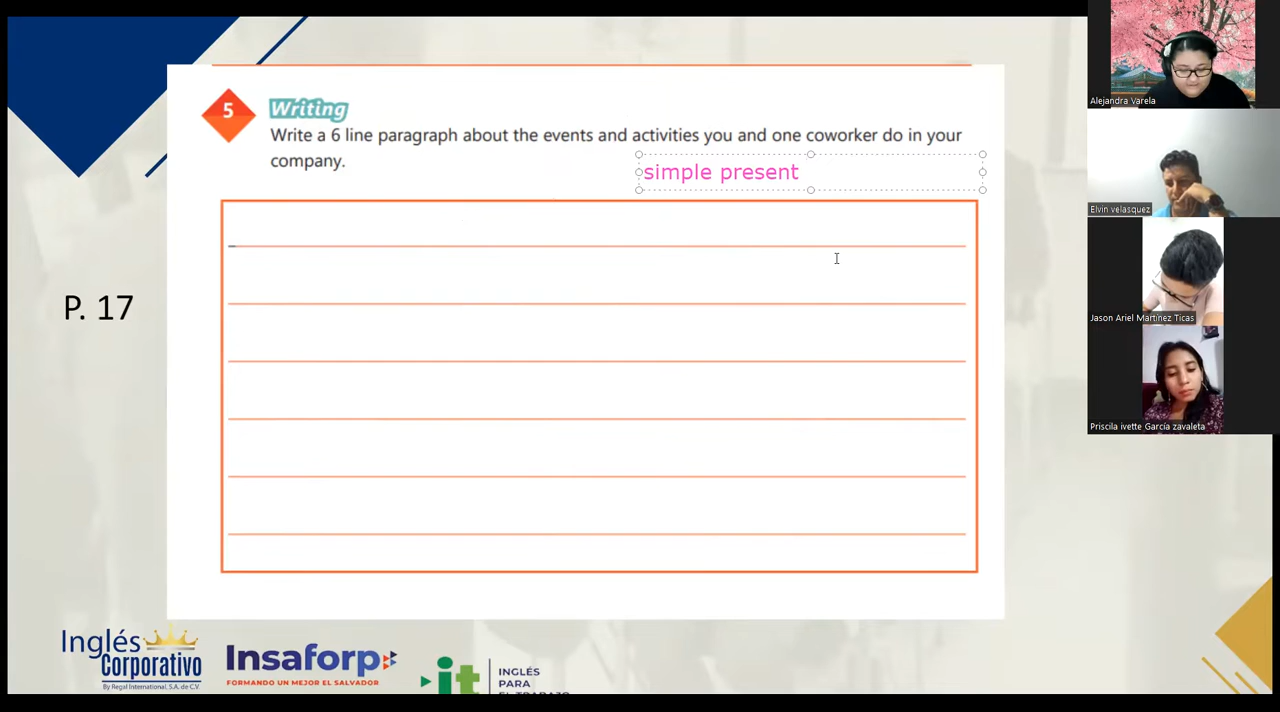 5
Writing
Write a 6 line paragraph about the events and activities you and one coworker do in your
company.
simple present
P. 17
Alejandra Varela
Elvin velasquez
Jason Ariel Martínez Ticas
Priscila ivette García zavaleta
Inglés
Corporativo
By Regal International, S.A. de C.V.
Insaforp
FORMANDO UN MEJOR EL SALVADOR
it
INGLÉS
PARA